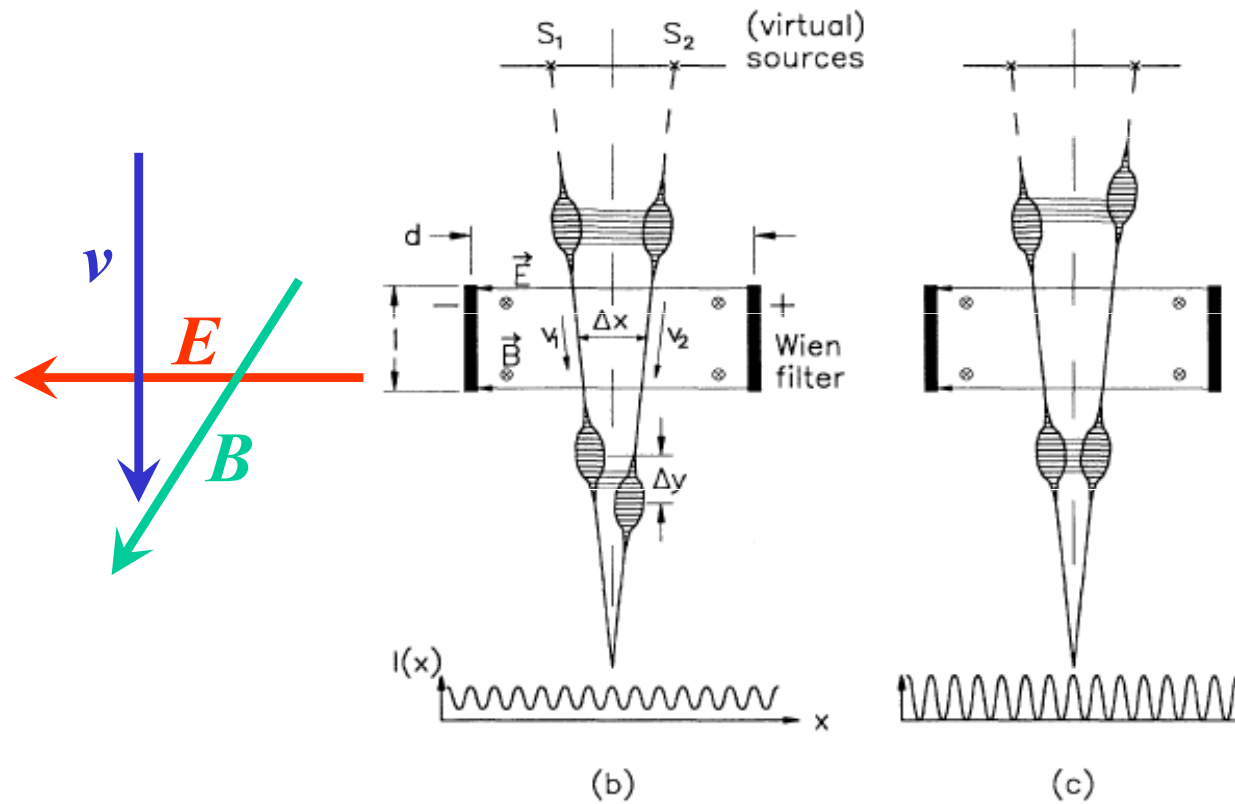 v
E
B
S₁ S₂
(virtual)
sources
d
E⃗
− +
l
v₁ Δx v₂
B⃗
Wien
filter
Δy
I(x)
x
(b) (c)